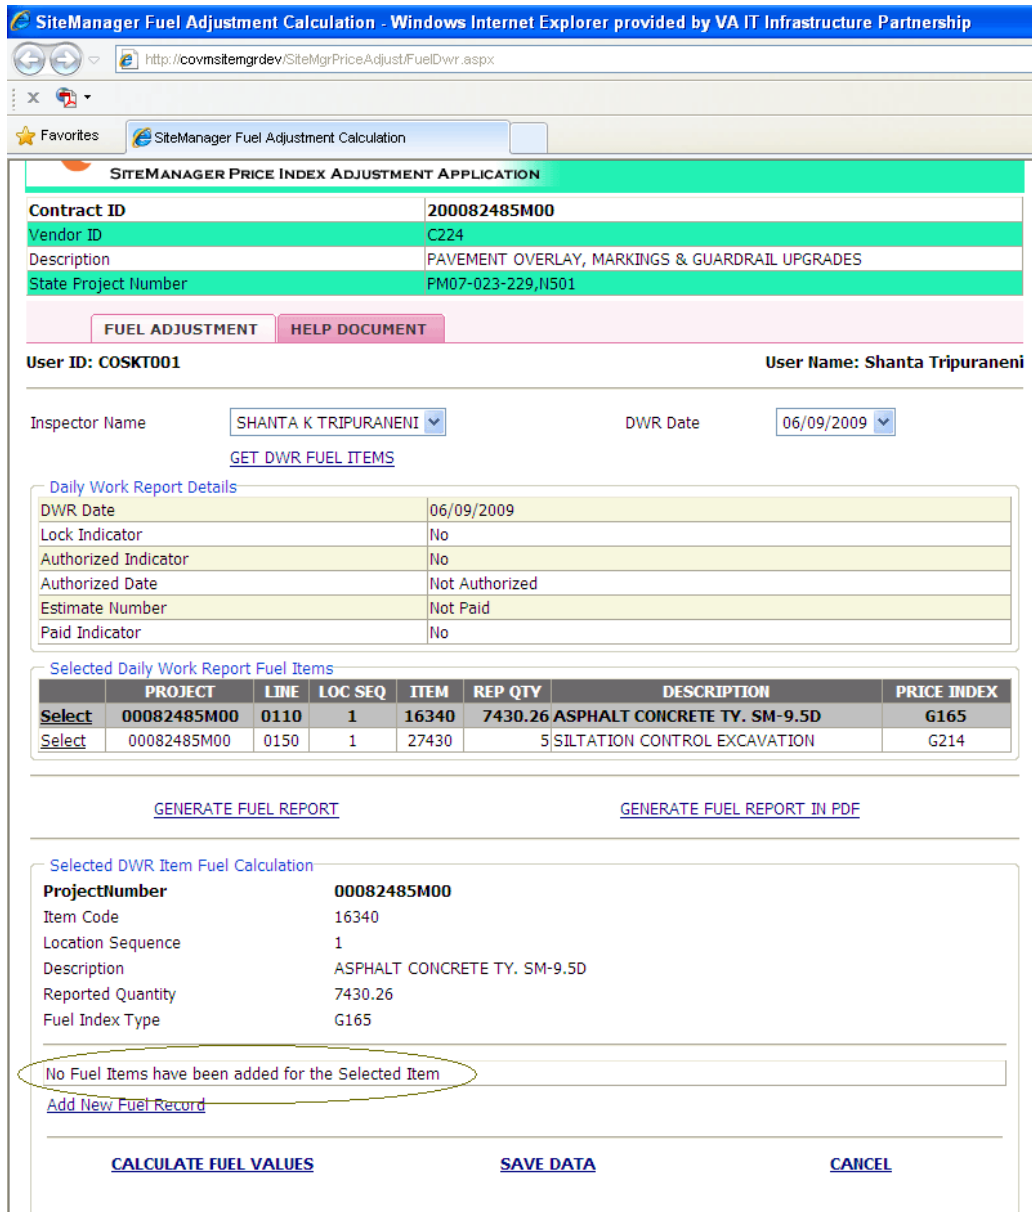 SiteManager Fuel Adjustment Calculation - Windows Internet Explorer provided by VA IT Infrastructure Partnership
http://covmsitemgrdev/SiteMgrPriceAdjust/FuelDwr.aspx
x
Favorites SiteManager Fuel Adjustment Calculation
SITEMANAGER PRICE INDEX ADJUSTMENT APPLICATION
Contract ID 200082485M00
Vendor ID C224
Description PAVEMENT OVERLAY, MARKINGS & GUARDRAIL UPGRADES
State Project Number PM07-023-229,N501
FUEL ADJUSTMENT HELP DOCUMENT
User ID: COSKT001 User Name: Shanta Tripuraneni
Inspector Name SHANTA K TRIPURANENI DWR Date 06/09/2009
GET DWR FUEL ITEMS
Daily Work Report Details
DWR Date 06/09/2009
Lock Indicator No
Authorized Indicator No
Authorized Date Not Authorized
Estimate Number Not Paid
Paid Indicator No
Selected Daily Work Report Fuel Items
PROJECT LINE LOC SEQ ITEM REP QTY DESCRIPTION PRICE INDEX
Select 00082485M00 0110 1 16340 7430.26 ASPHALT CONCRETE TY. SM-9.5D G165
Select 00082485M00 0150 1 27430 5 SILTATION CONTROL EXCAVATION G214
GENERATE FUEL REPORT GENERATE FUEL REPORT IN PDF
Selected DWR Item Fuel Calculation
ProjectNumber 00082485M00
Item Code 16340
Location Sequence 1
Description ASPHALT CONCRETE TY. SM-9.5D
Reported Quantity 7430.26
Fuel Index Type G165
No Fuel Items have been added for the Selected Item
Add New Fuel Record
CALCULATE FUEL VALUES SAVE DATA CANCEL